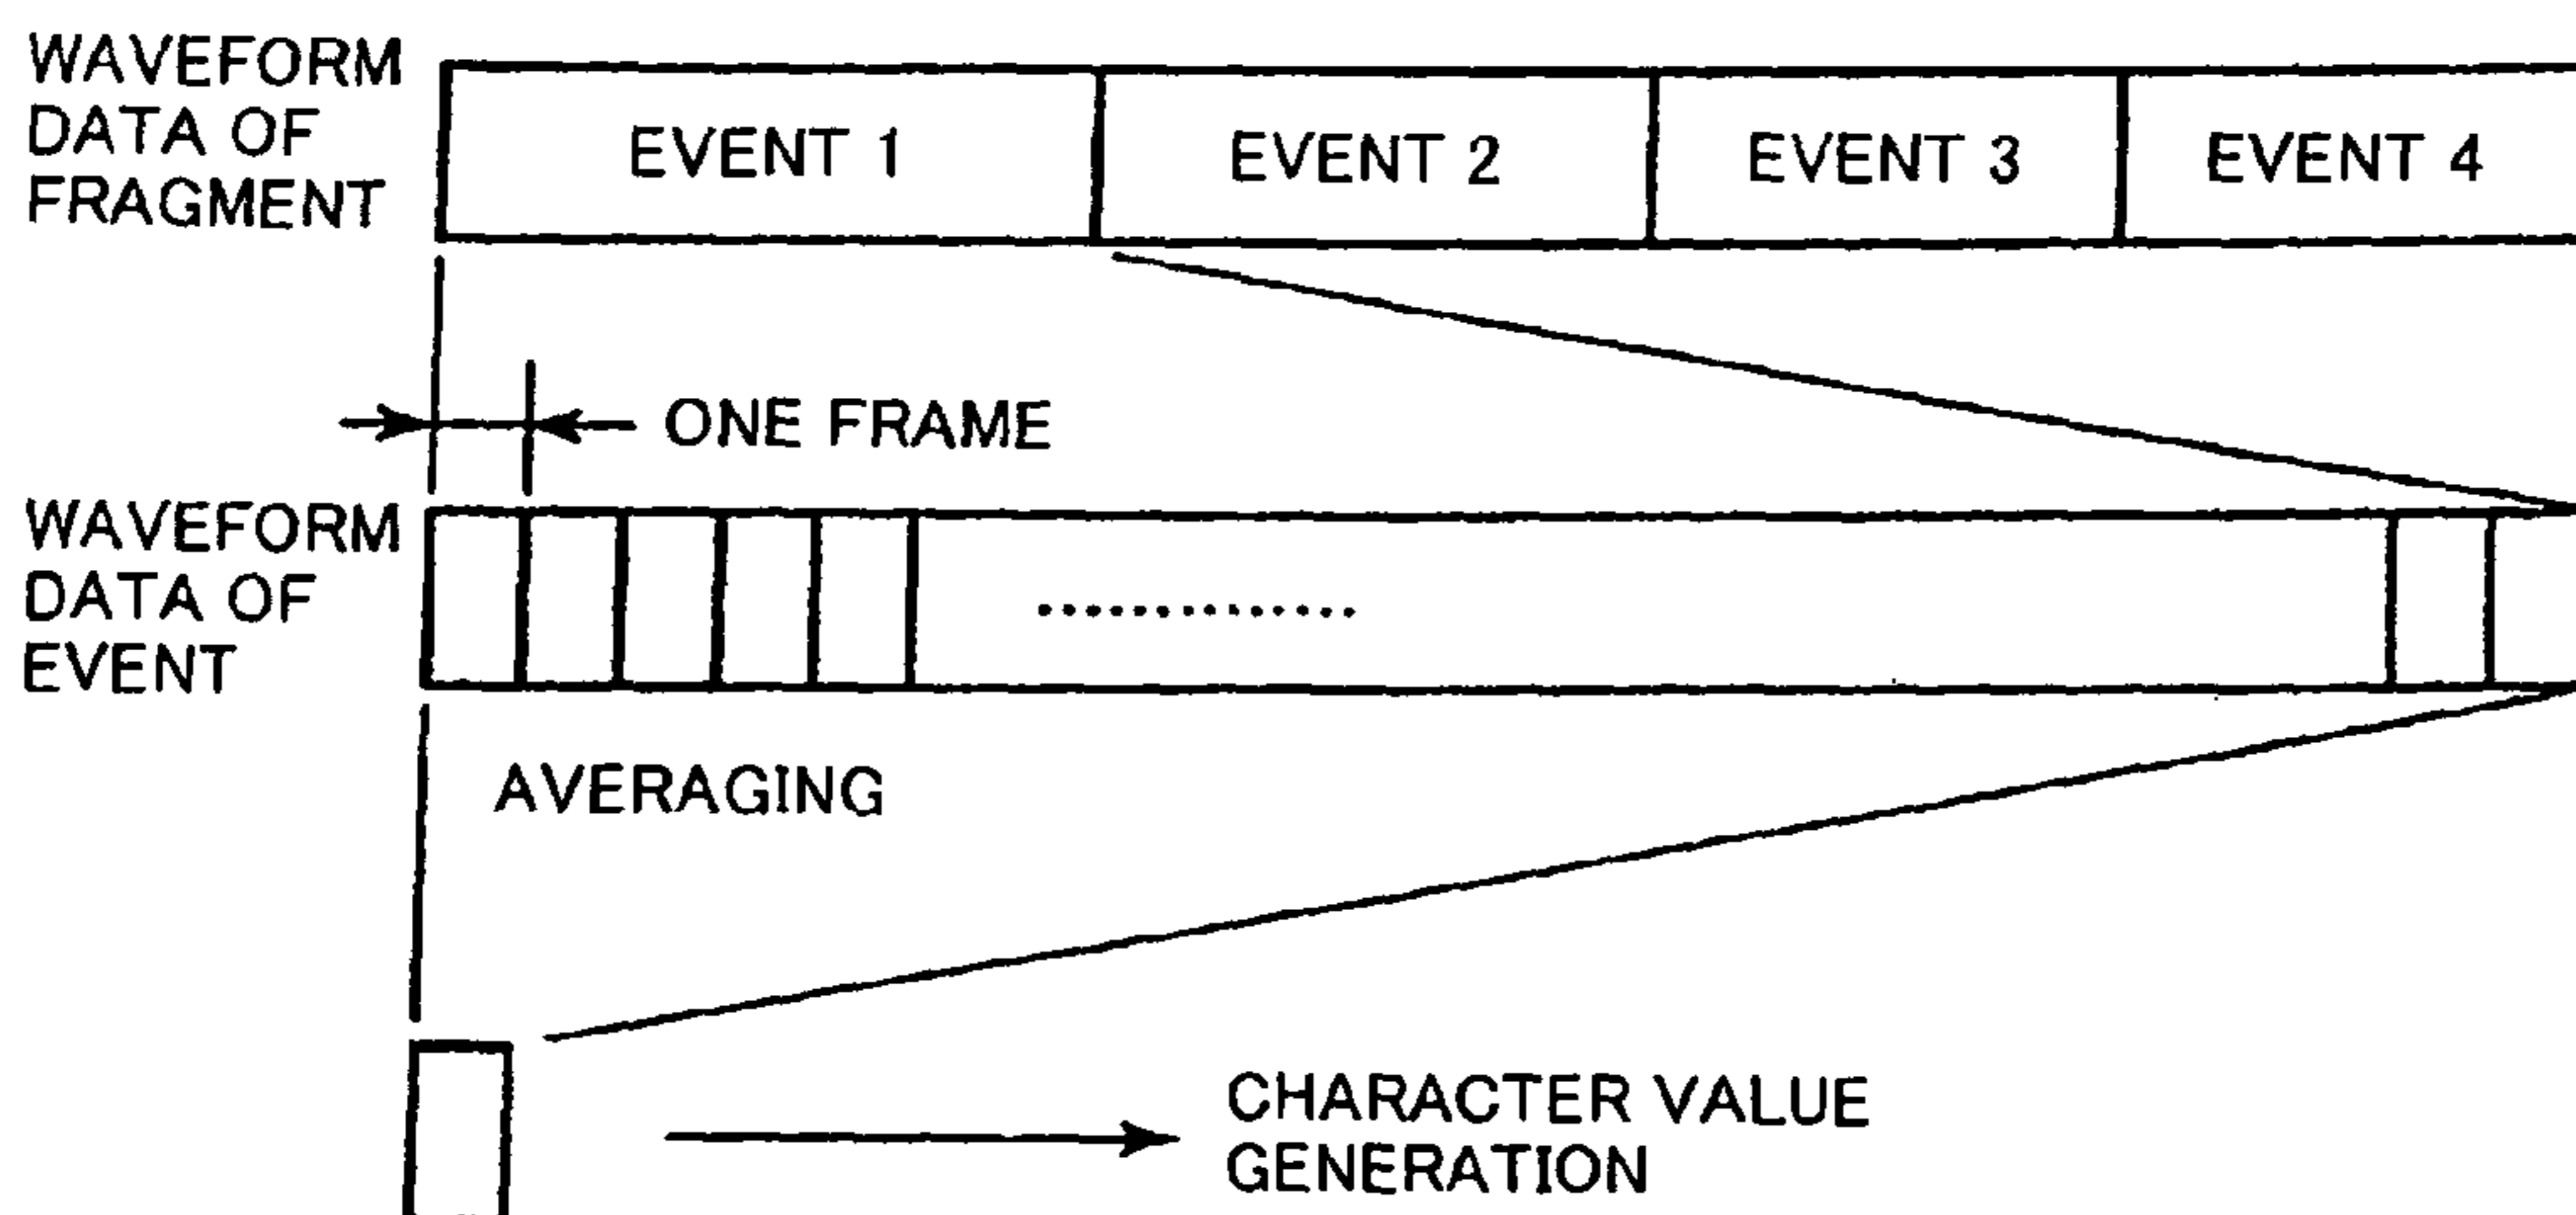 WAVEFORM
DATA OF
FRAGMENT
EVENT 1
EVENT 2
EVENT 3
EVENT 4
ONE FRAME
WAVEFORM
DATA OF
EVENT
.............
AVERAGING
CHARACTER VALUE
GENERATION